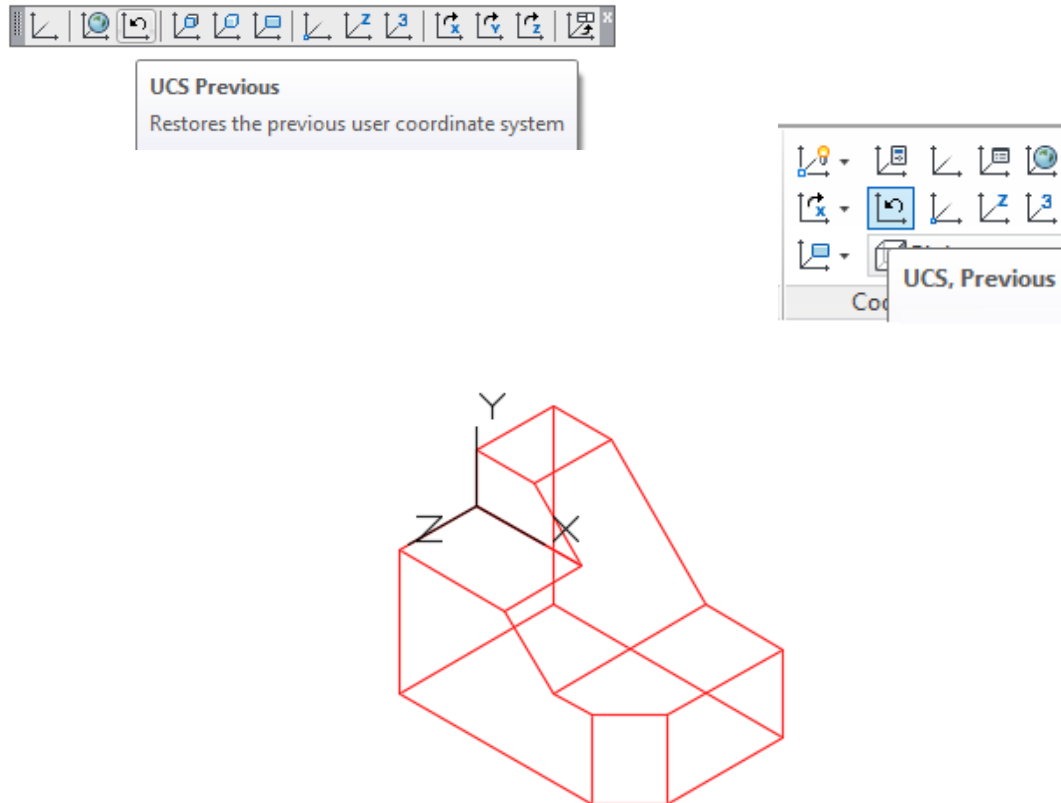 UCS Previous
Restores the previous user coordinate system
UCS, Previous
Coo
Y
Z
X